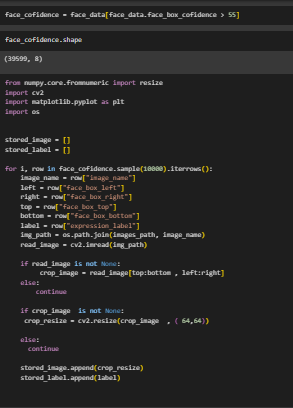 face_cofidence = face_data[face_data.face_box_cofidence > 55]
face_cofidence.shape
(39599, 8)
from numpy.core.fromnumeric import resize
import cv2
import matplotlib.pyplot as plt
import os
stored_image = []
stored_label = []
for i, row in face_cofidence.sample(10000).iterrows():
    image_name = row["image_name"]
    left = row["face_box_left"]
    right = row["face_box_right"]
    top = row["face_box_top"]
    bottom = row["face_box_bottom"]
    label = row["expression_label"]
    img_path = os.path.join(images_path, image_name)
    read_image = cv2.imread(img_path)
    if read_image is not None:
         crop_image = read_image[top:bottom , left:right]
    else:
        continue
    if crop_image  is not None:
     crop_resize = cv2.resize(crop_image  , ( 64,64))
    else:
      continue
    stored_image.append(crop_resize)
    stored_label.append(label)